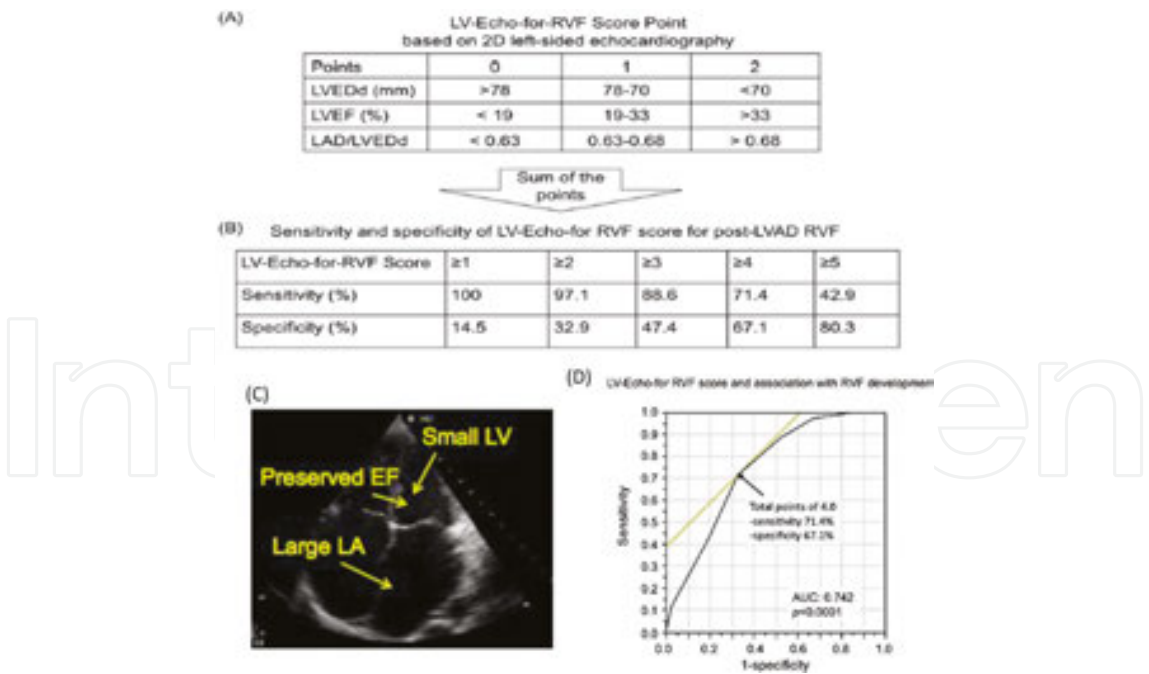 (A)
LV-Echo-for-RVF Score Point
based on 2D left-sided echocardiography
Points 0 1 2
LVEDd (mm) >78 78-70 <70
LVEF (%) < 19 19-33 >33
LAD/LVEDd < 0.63 0.63-0.68 > 0.68
Sum of the
points
(B) Sensitivity and specificity of LV-Echo-for RVF score for post-LVAD RVF
LV-Echo-for-RVF Score ≥1 ≥2 ≥3 ≥4 ≥5
Sensitivity (%) 100 97.1 88.6 71.4 42.9
Specificity (%) 14.5 32.9 47.4 67.1 80.3
(C)
Small LV
Preserved EF
Large LA
(D) LV-Echo-for RVF score and association with RVF development
Sensitivity
1.0
0.9
0.8
0.7
0.6
0.5
0.4
0.3
0.2
0.1
0.0
Total points of 4.0
-sensitivity 71.4%
-specificity 67.1%
AUC: 0.742
p=0.0001
0.0 0.2 0.4 0.6 0.8 1.0
1-specificity